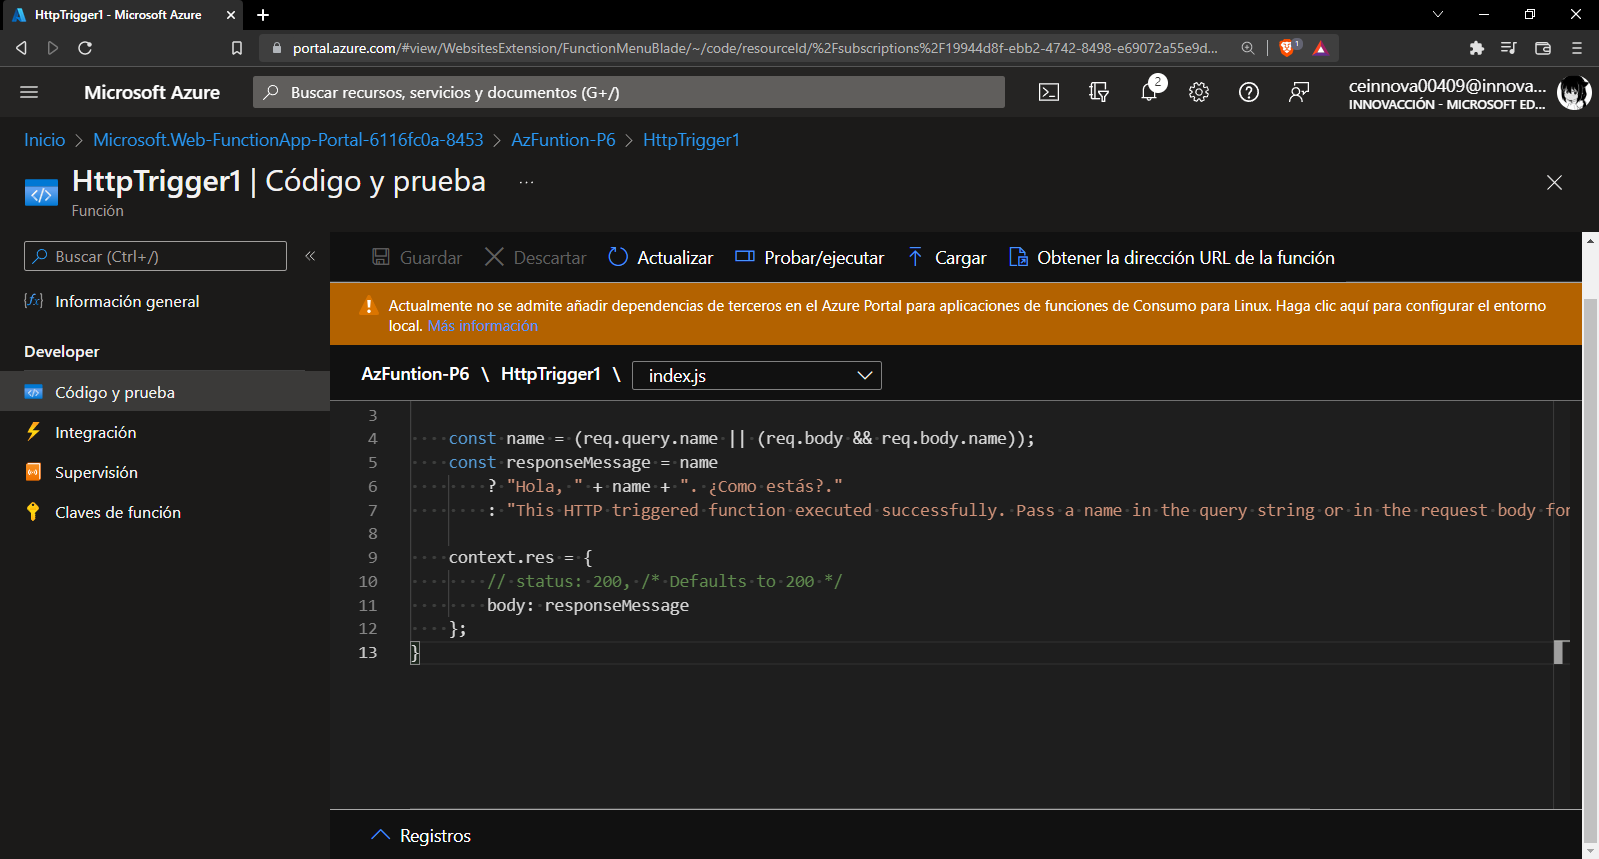 HttpTrigger1 - Microsoft Azure
portal.azure.com/#view/WebsitesExtension/FunctionMenuBlade/~/code/resourceId/%2Fsubscriptions%2F19944d8f-ebb2-4742-8498-e69072a55e9d...
1
Microsoft Azure
Buscar recursos, servicios y documentos (G+/)
2
ceinnova00409@innova...
INNOVACCIÓN - MICROSOFT ED...
Inicio > Microsoft.Web-FunctionApp-Portal-6116fc0a-8453 > AzFuntion-P6 > HttpTrigger1
HttpTrigger1 | Código y prueba ...
Función
Buscar (Ctrl+/)
«
Información general
Developer
Código y prueba
Integración
Supervisión
Claves de función
Guardar
Descartar
Actualizar
Probar/ejecutar
Cargar
Obtener la dirección URL de la función
Actualmente no se admite añadir dependencias de terceros en el Azure Portal para aplicaciones de funciones de Consumo para Linux. Haga clic aquí para configurar el entorno
local. Más información
AzFuntion-P6 \ HttpTrigger1 \ index.js
3
4 const name = (req.query.name || (req.body && req.body.name));
5 const responseMessage = name
6 ? "Hola, " + name + ". ¿Como estás?."
7 : "This HTTP triggered function executed successfully. Pass a name in the query string or in the request body for
8
9 context.res = {
10 // status: 200, /* Defaults to 200 */
11 body: responseMessage
12 };
13 }
Registros